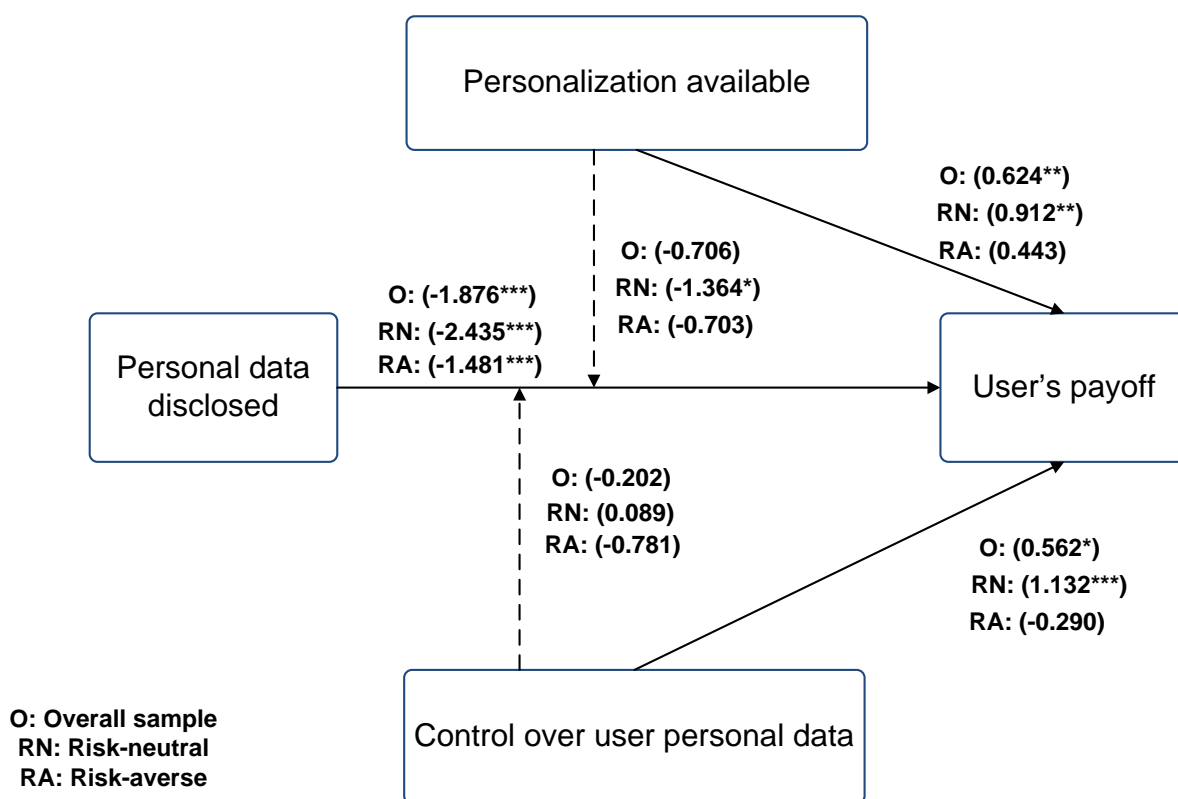 Personalization available
O: (0.624**)
RN: (0.912**)
RA: (0.443)
O: (-0.706)
RN: (-1.364*)
RA: (-0.703)
O: (-1.876***)
RN: (-2.435***)
RA: (-1.481***)
Personal data
disclosed
User’s payoff
O: (-0.202)
RN: (0.089)
RA: (-0.781)
O: (0.562*)
RN: (1.132***)
RA: (-0.290)
Control over user personal data
O: Overall sample
RN: Risk-neutral
RA: Risk-averse